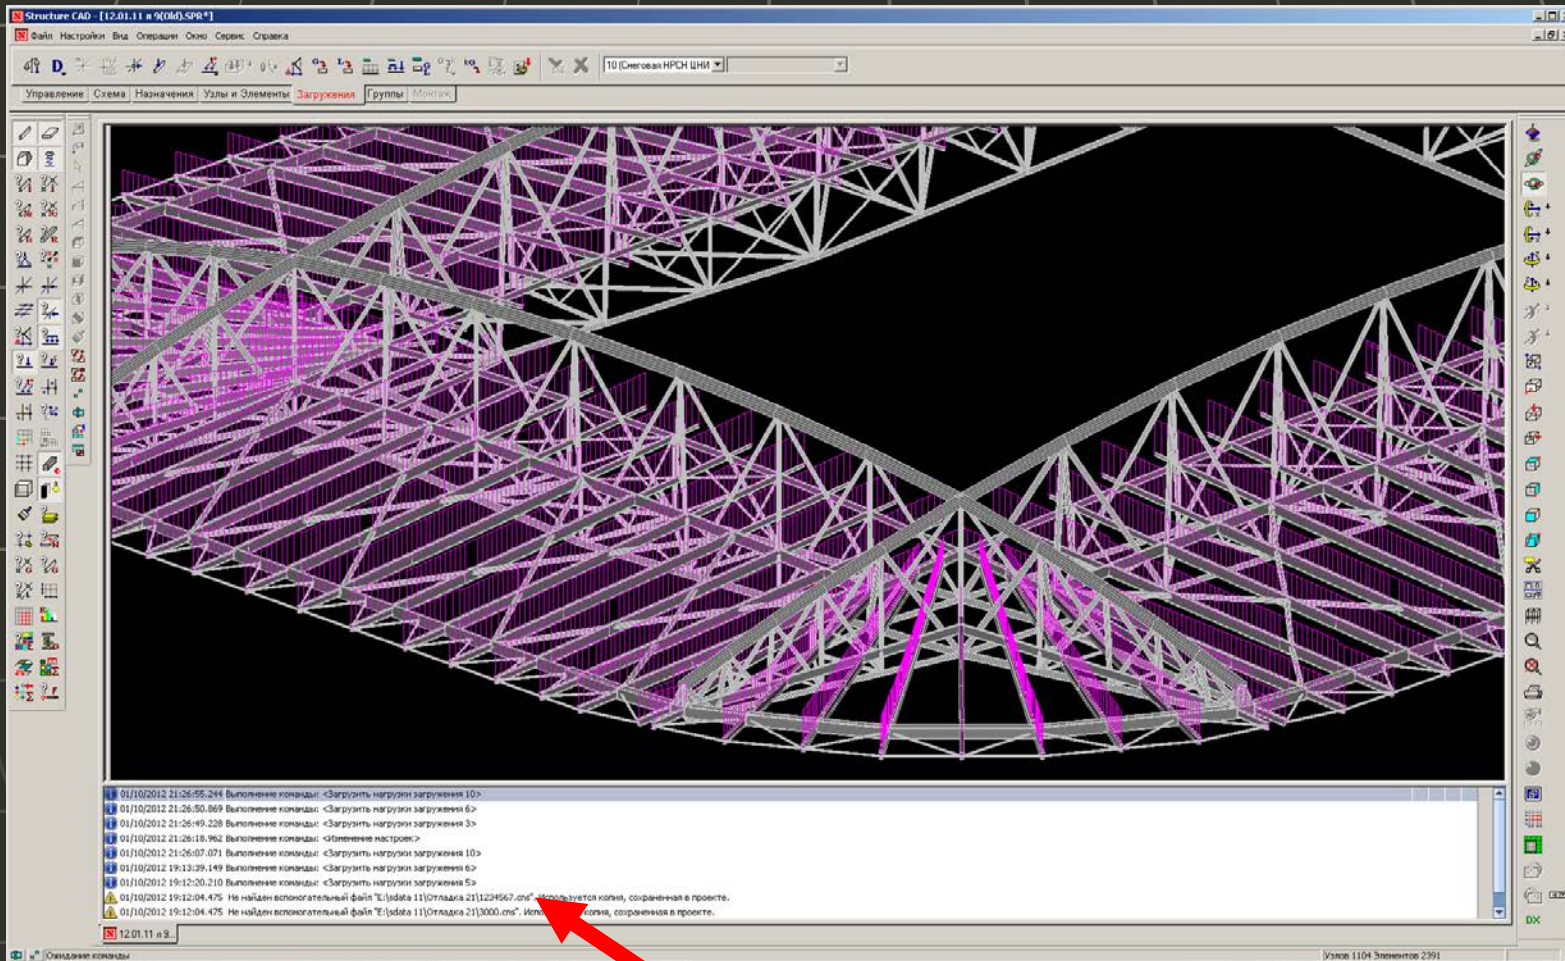 Structure CAD - [12.01.11 п 9(Old).SPR*]
Файл Настройки Вид Операции Окно Сервис Справка
10 (Снеговая НРСН ЦНИ
Управление Схема Назначения Узлы и Элементы Загружения Группы Монтаж
01/10/2012 21:26:55.244 Выполнение команды: <Загрузить нагрузки загружения 10>
01/10/2012 21:26:50.869 Выполнение команды: <Загрузить нагрузки загружения 6>
01/10/2012 21:26:49.228 Выполнение команды: <Загрузить нагрузки загружения 3>
01/10/2012 21:26:18.962 Выполнение команды: <Изменение настроек>
01/10/2012 21:26:07.071 Выполнение команды: <Загрузить нагрузки загружения 10>
01/10/2012 19:13:39.149 Выполнение команды: <Загрузить нагрузки загружения 6>
01/10/2012 19:12:20.210 Выполнение команды: <Загрузить нагрузки загружения 5>
01/10/2012 19:12:04.475 Не найден вспомогательный файл "E:\sdata 11\Отладка 21\1234567.cns". Используется копия, сохраненная в проекте.
01/10/2012 19:12:04.475 Не найден вспомогательный файл "E:\sdata 11\Отладка 21\3000.cns". копия, сохраненная в проекте.
DX
12.01.11 п 9...
Ожидание команды
Узлов 1104 Элементов 2391